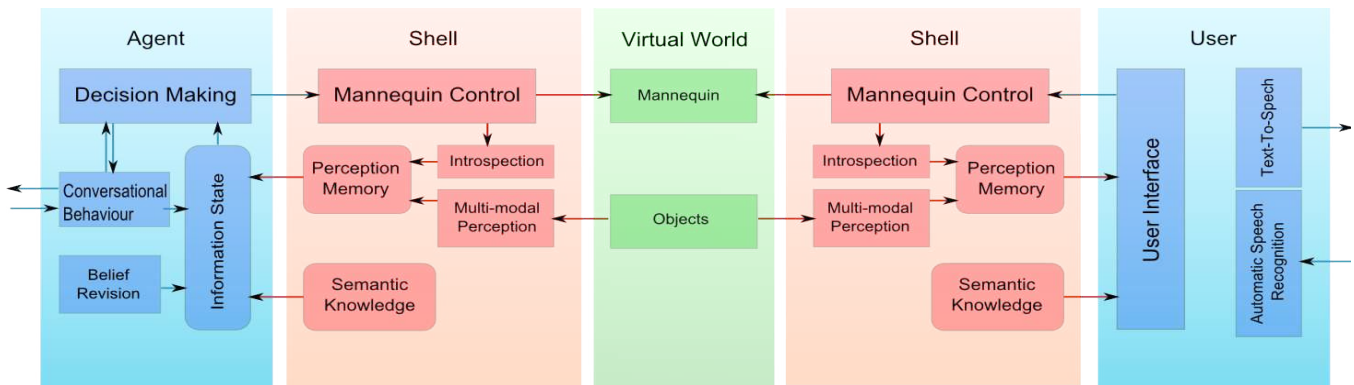 Agent
Shell
Virtual World
Shell
User
Decision Making
Mannequin Control
Mannequin
Mannequin Control
Conversational
Behaviour
Information State
Belief
Revision
Perception
Memory
Introspection
Multi-modal
Perception
Semantic
Knowledge
Objects
Introspection
Multi-modal
Perception
Perception
Memory
Semantic
Knowledge
User Interface
Text-To-Spech
Automatic Speech
Recognition